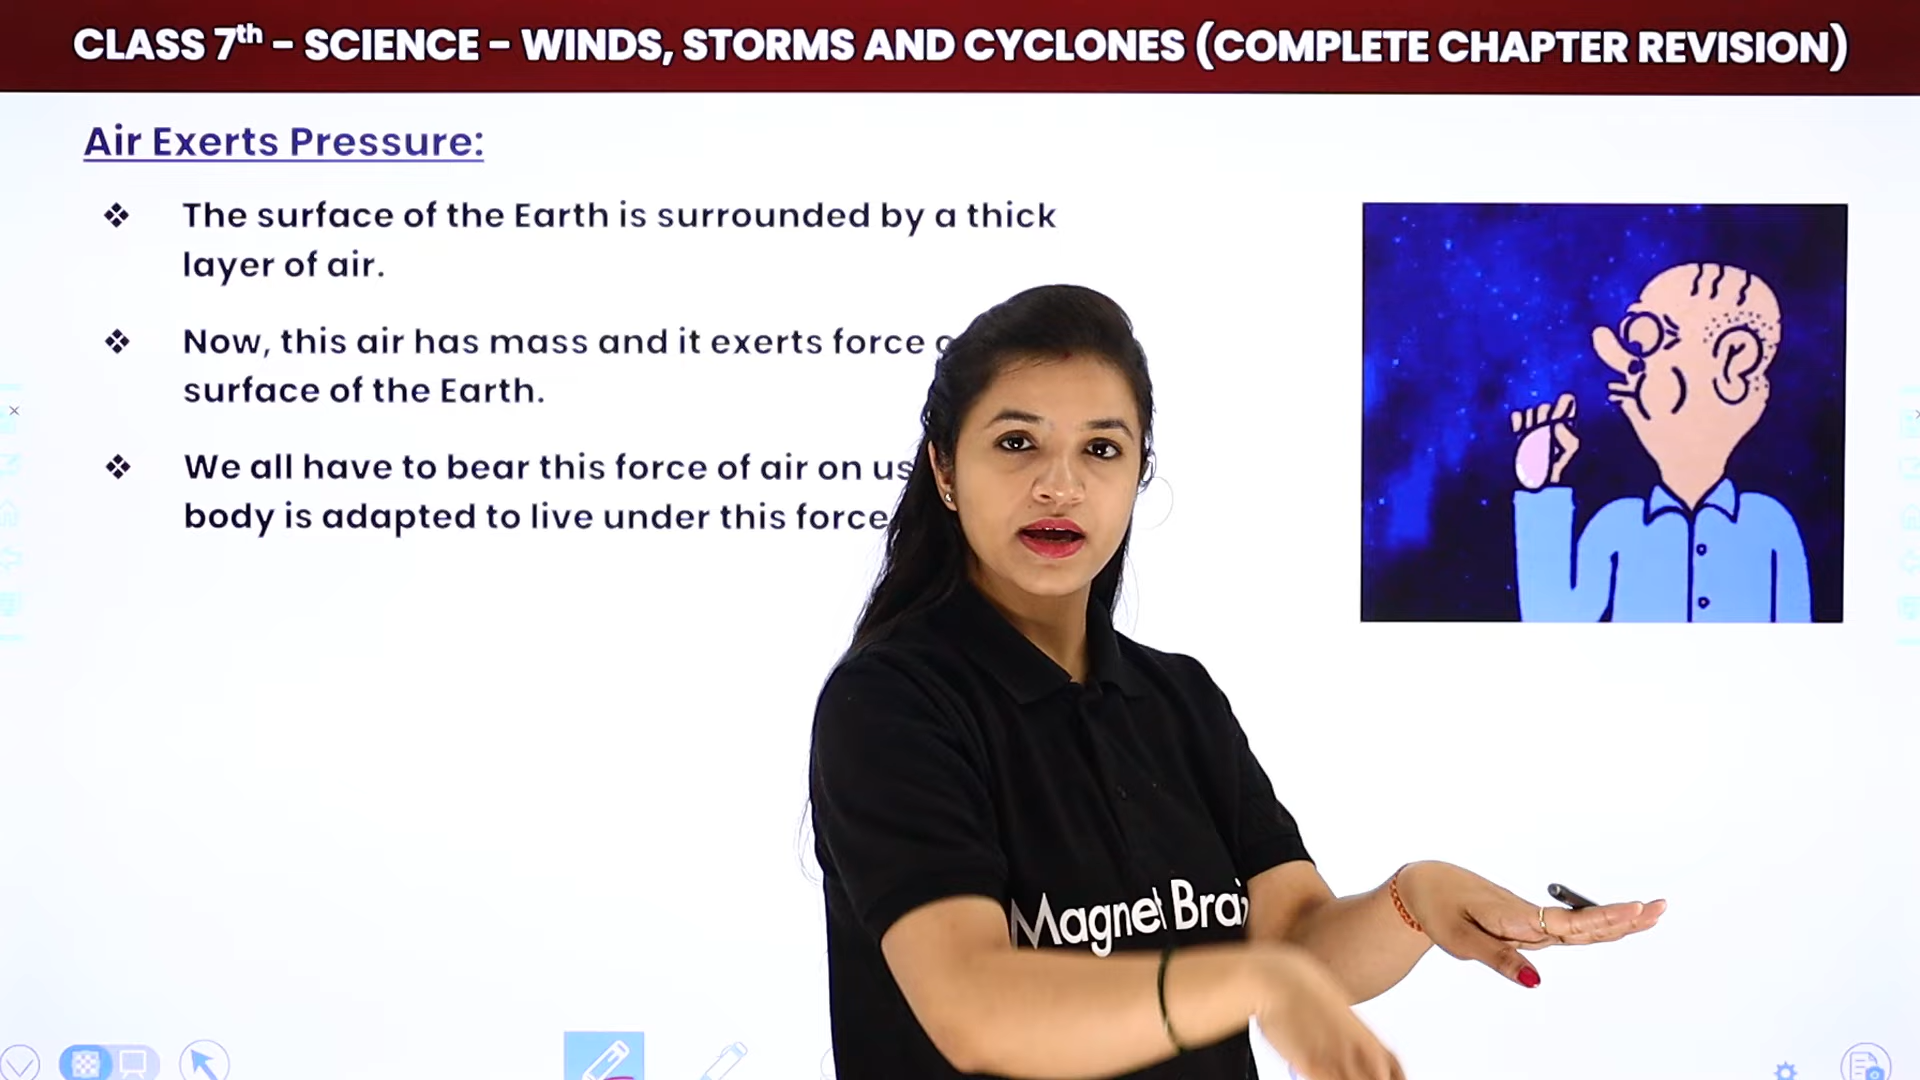 CLASS 7th - SCIENCE - WINDS, STORMS AND CYCLONES (COMPLETE CHAPTER REVISION)
Air Exerts Pressure:
❖ The surface of the Earth is surrounded by a thick
layer of air.
❖ Now, this air has mass and it exerts force
surface of the Earth.
❖ We all have to bear this force of air on us
body is adapted to live under this force
Magnet Brai